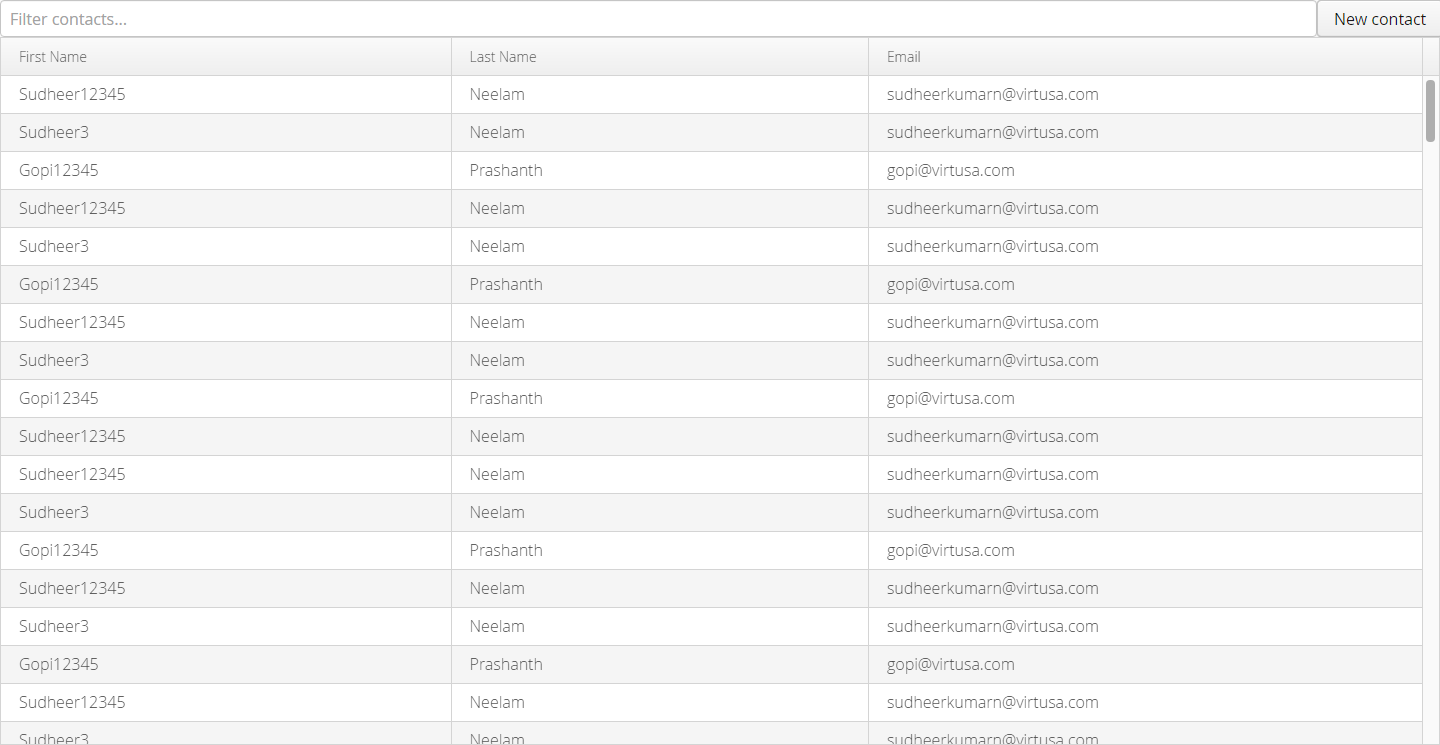 Filter contacts... New contact
First Name Last Name Email
Sudheer12345 Neelam sudheerkumarn@virtusa.com
Sudheer3 Neelam sudheerkumarn@virtusa.com
Gopi12345 Prashanth gopi@virtusa.com
Sudheer12345 Neelam sudheerkumarn@virtusa.com
Sudheer3 Neelam sudheerkumarn@virtusa.com
Gopi12345 Prashanth gopi@virtusa.com
Sudheer12345 Neelam sudheerkumarn@virtusa.com
Sudheer3 Neelam sudheerkumarn@virtusa.com
Gopi12345 Prashanth gopi@virtusa.com
Sudheer12345 Neelam sudheerkumarn@virtusa.com
Sudheer12345 Neelam sudheerkumarn@virtusa.com
Sudheer3 Neelam sudheerkumarn@virtusa.com
Gopi12345 Prashanth gopi@virtusa.com
Sudheer12345 Neelam sudheerkumarn@virtusa.com
Sudheer3 Neelam sudheerkumarn@virtusa.com
Gopi12345 Prashanth gopi@virtusa.com
Sudheer12345 Neelam sudheerkumarn@virtusa.com
Sudheer3 Neelam sudheerkumarn@virtusa.com